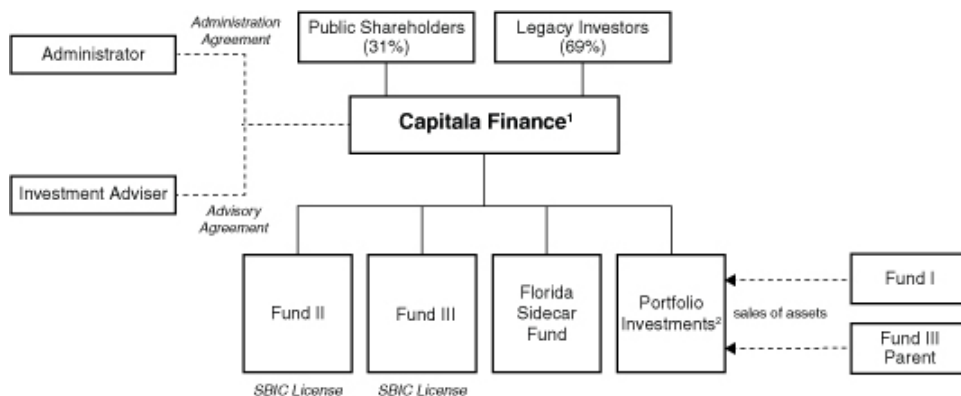 Administration
Agreement
Public Shareholders
(31%)
Legacy Investors
(69%)
Administrator
Capitala Finance¹
Investment Adviser
Advisory
Agreement
Fund II
Fund III
Florida
Sidecar
Fund
Portfolio
Investments²
sales of assets
Fund I
Fund III
Parent
SBIC License
SBIC License